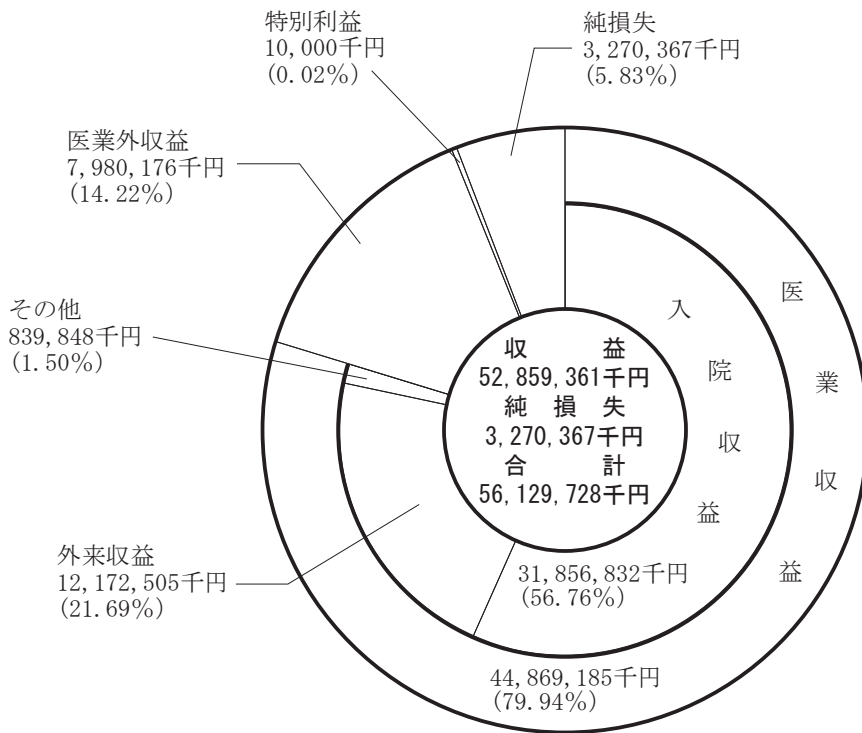 特別利益
10,000千円
(0.02%)
純損失
3,270,367千円
(5.83%)
医業外収益
7,980,176千円
(14.22%)
その他
839,848千円
(1.50%)
外来収益
12,172,505千円
(21.69%)
収益
52,859,361千円
純損失
3,270,367千円
合計
56,129,728千円
入院収益
31,856,832千円
(56.76%)
医業収益
44,869,185千円
(79.94%)